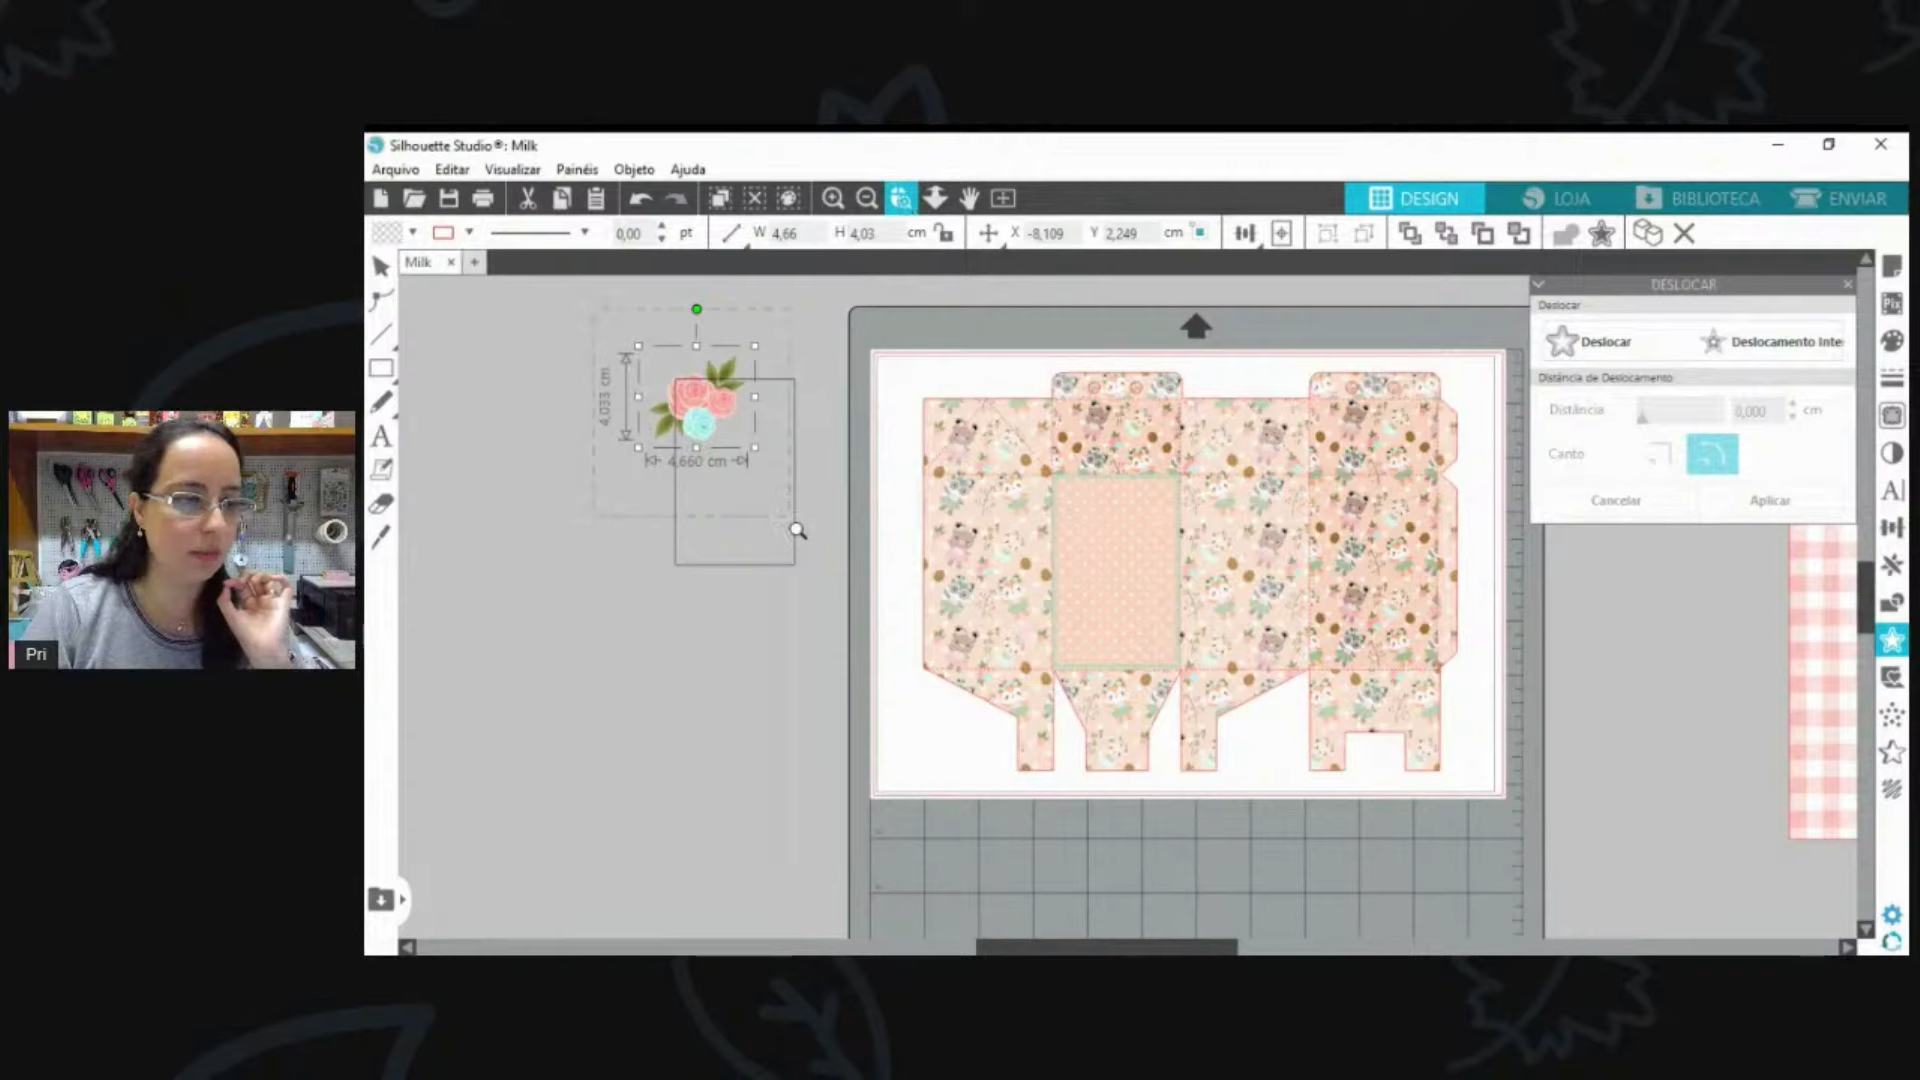 Silhouette Studio®: Milk
Arquivo Editar Visualizar Painéis Objeto Ajuda
DESIGN LOJA BIBLIOTECA ENVIAR
0,00 pt W 4,66 H 4,03 cm X -8,109 Y 2,249 cm
Milk
DESLOCAR
Deslocar
Deslocar Deslocamento Inte
Distância de Deslocamento
Distância 0,000 cm
Canto
Cancelar Aplicar
4,033 cm
4,660 cm
Pri